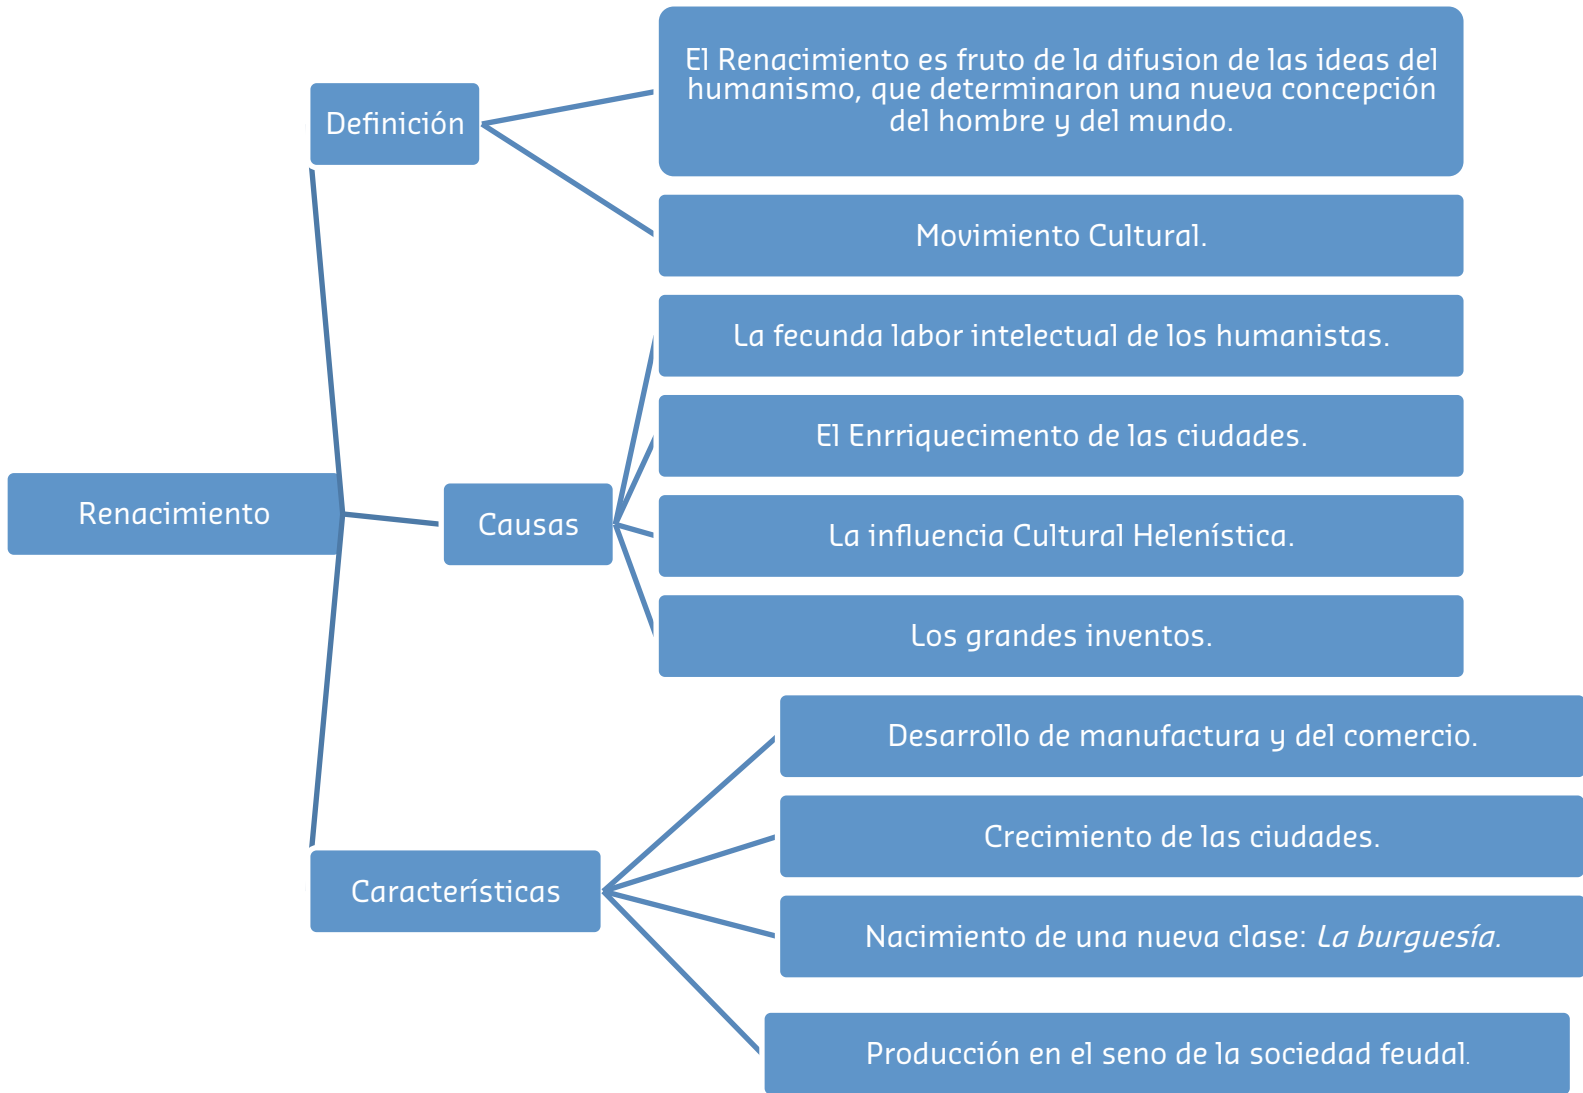 El Renacimiento es fruto de la difusion de las ideas del
humanismo, que determinaron una nueva concepción
del hombre y del mundo.
Definición
Movimiento Cultural.
La fecunda labor intelectual de los humanistas.
El Enrriquecimento de las ciudades.
Renacimiento
Causas
La influencia Cultural Helenística.
Los grandes inventos.
Desarrollo de manufactura y del comercio.
Crecimiento de las ciudades.
Características
Nacimiento de una nueva clase: La burguesía.
Producción en el seno de la sociedad feudal.